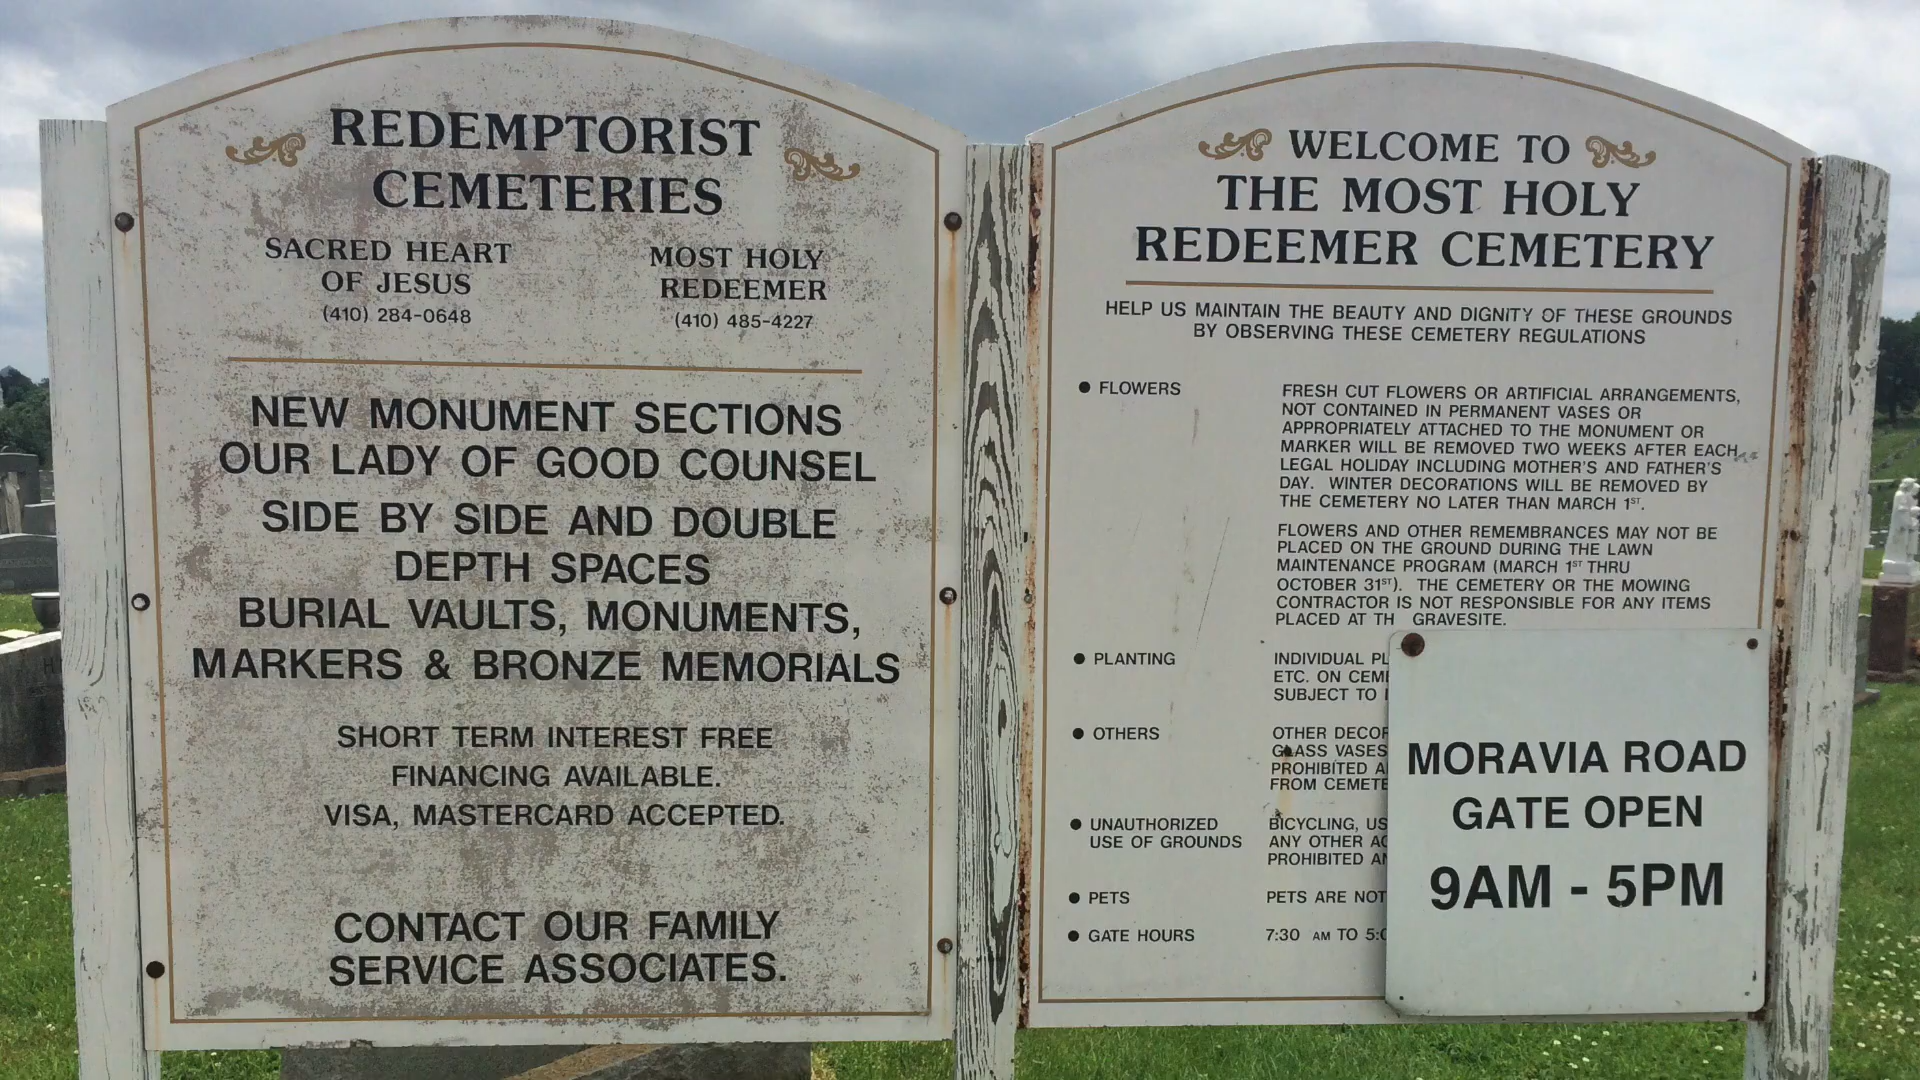 REDEMPTORIST
CEMETERIES
SACRED HEART
OF JESUS
(410) 284-0648
MOST HOLY
REDEEMER
(410) 485-4227
NEW MONUMENT SECTIONS
OUR LADY OF GOOD COUNSEL
SIDE BY SIDE AND DOUBLE
DEPTH SPACES
BURIAL VAULTS, MONUMENTS,
MARKERS & BRONZE MEMORIALS
SHORT TERM INTEREST FREE
FINANCING AVAILABLE.
VISA, MASTERCARD ACCEPTED.
CONTACT OUR FAMILY
SERVICE ASSOCIATES.
WELCOME TO
THE MOST HOLY
REDEEMER CEMETERY
HELP US MAINTAIN THE BEAUTY AND DIGNITY OF THESE GROUNDS
BY OBSERVING THESE CEMETERY REGULATIONS
● FLOWERS
FRESH CUT FLOWERS OR ARTIFICIAL ARRANGEMENTS,
NOT CONTAINED IN PERMANENT VASES OR
APPROPRIATELY ATTACHED TO THE MONUMENT OR
MARKER WILL BE REMOVED TWO WEEKS AFTER EACH
LEGAL HOLIDAY INCLUDING MOTHER'S AND FATHER'S
DAY. WINTER DECORATIONS WILL BE REMOVED BY
THE CEMETERY NO LATER THAN MARCH 1ST.
FLOWERS AND OTHER REMEMBRANCES MAY NOT BE
PLACED ON THE GROUND DURING THE LAWN
MAINTENANCE PROGRAM (MARCH 1ST THRU
OCTOBER 31ST). THE CEMETERY OR THE MOWING
CONTRACTOR IS NOT RESPONSIBLE FOR ANY ITEMS
PLACED AT TH GRAVESITE.
● PLANTING
INDIVIDUAL
ETC. ON
SUBJECT TO
● OTHERS
OTHER
GLASS VASES
PROHIBITED
FROM
● UNAUTHORIZED
USE OF GROUNDS
BICYCLING,
ANY OTHER
PROHIBITED
● PETS
PETS ARE NOT
● GATE HOURS
7:30 AM TO
MORAVIA ROAD
GATE OPEN
9AM - 5PM